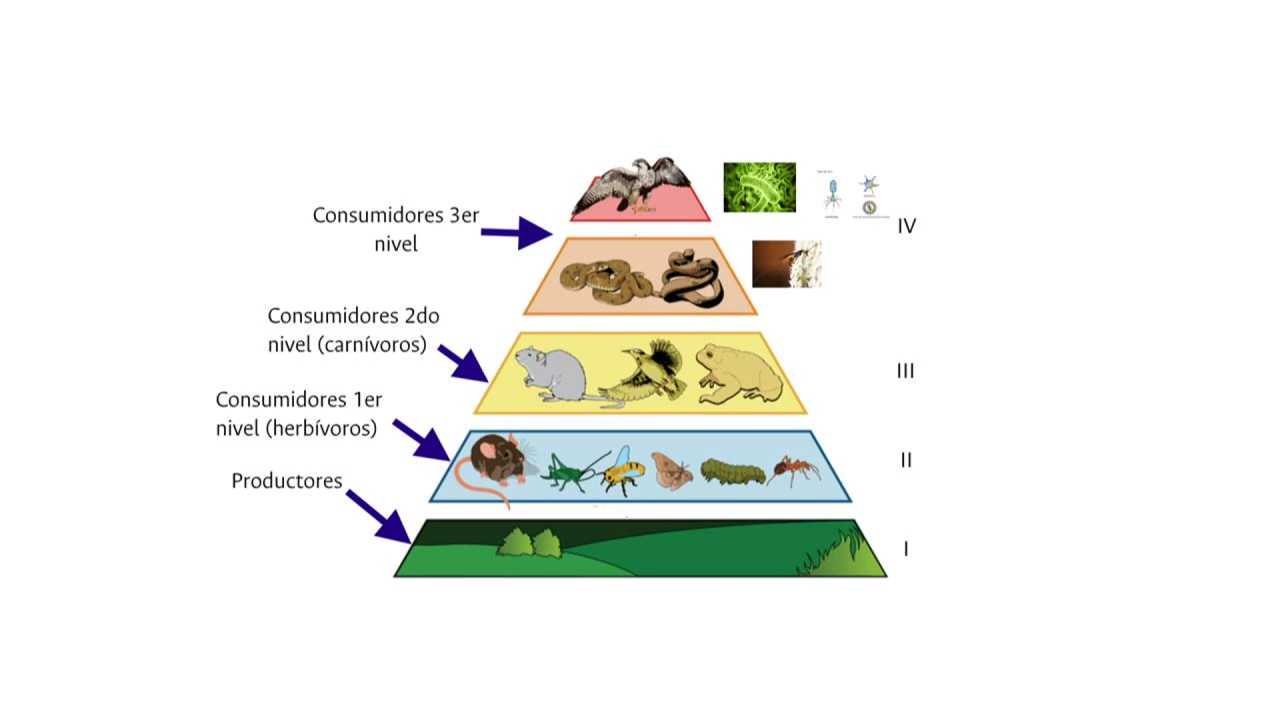 Consumidores 3er
nivel
IV
Consumidores 2do
nivel (carnívoros)
III
Consumidores 1er
nivel (herbívoros)
II
Productores
I